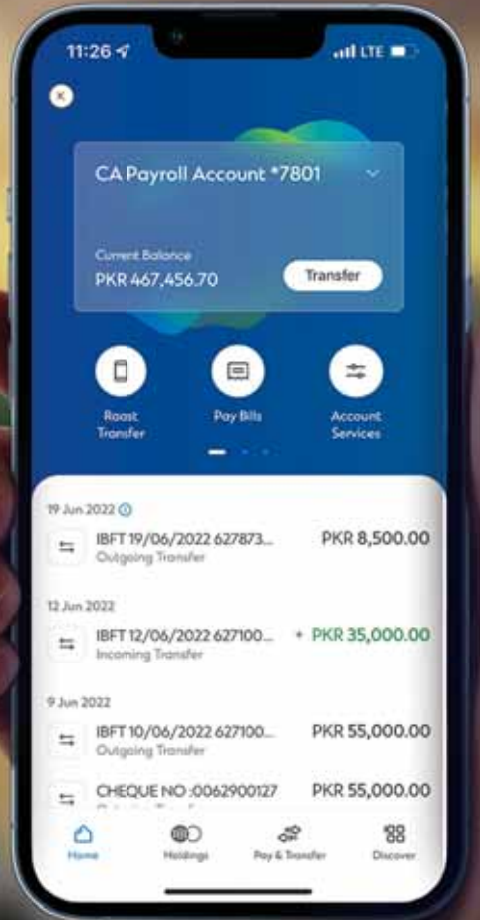 11:26
LTE
CA Payroll Account *7801
Current Balance
PKR 467,456.70
Transfer
Raast
Transfer
Pay Bills
Account
Services
19 Jun 2022
IBFT 19/06/2022 627873...
PKR 8,500.00
Outgoing Transfer
12 Jun 2022
IBFT 12/06/2022 627100...
+ PKR 35,000.00
Incoming Transfer
9 Jun 2022
IBFT 10/06/2022 627100...
PKR 55,000.00
Outgoing Transfer
CHEQUE NO :0062900127
PKR 55,000.00
Home
Holdings
Pay & Transfer
Discover